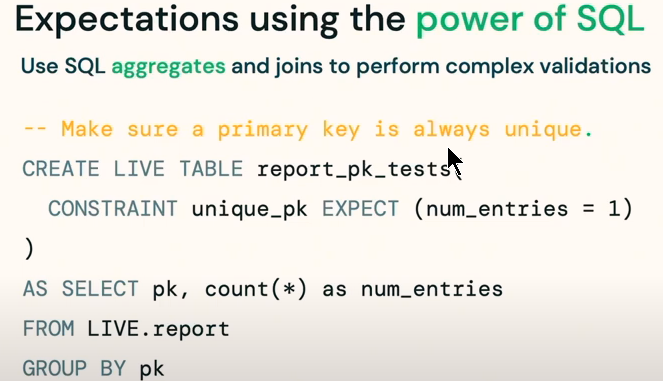 Expectations using the power of SQL
Use SQL aggregates and joins to perform complex validations
-- Make sure a primary key is always unique.
CREATE LIVE TABLE report_pk_tests(
CONSTRAINT unique_pk EXPECT (num_entries = 1)
)
AS SELECT pk, count(*) as num_entries
FROM LIVE.report
GROUP BY pk